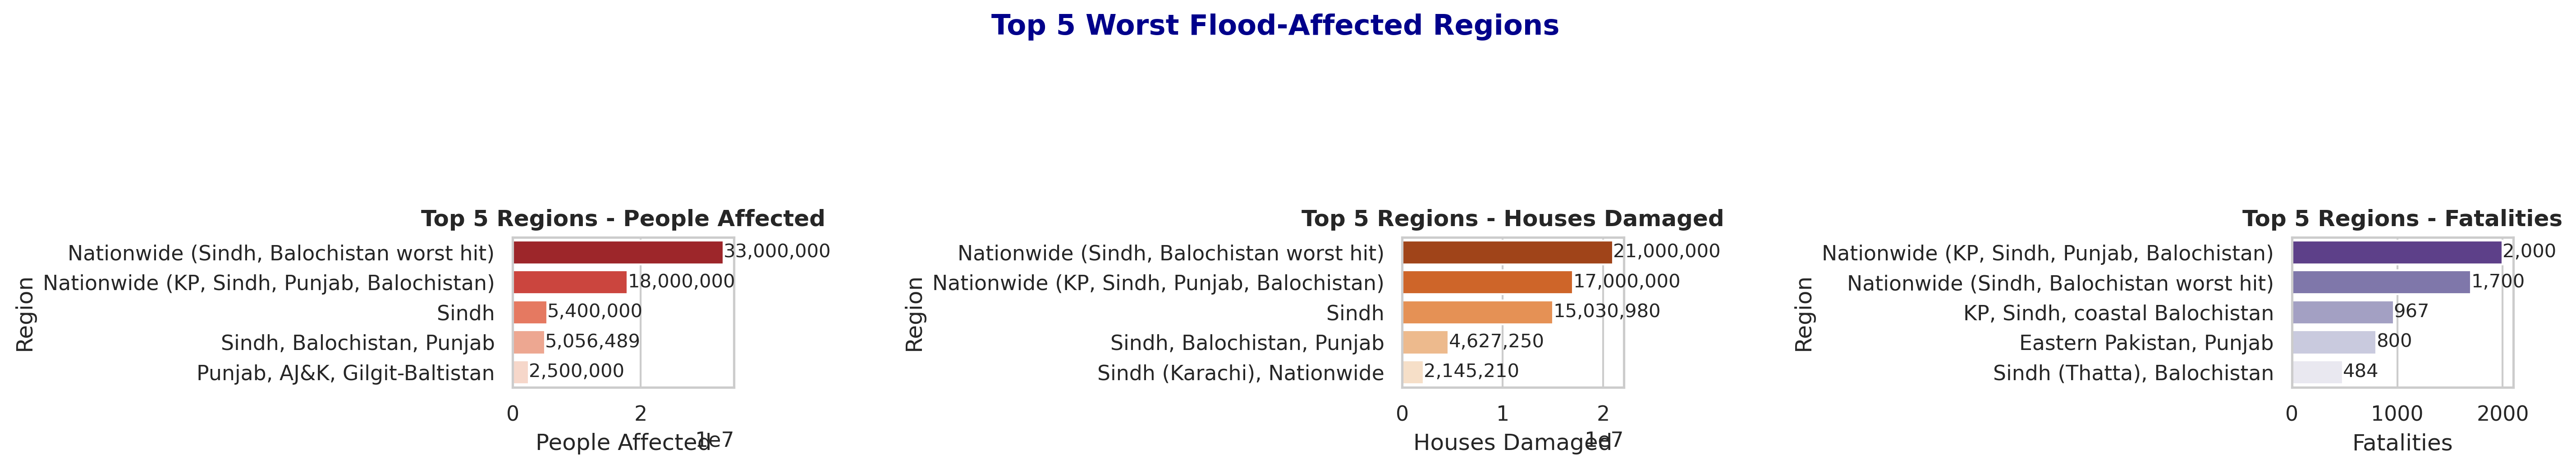 Top 5 Worst Flood-Affected Regions
Top 5 Regions - People Affected
Region
Nationwide (Sindh, Balochistan worst hit)
33,000,000
Nationwide (KP, Sindh, Punjab, Balochistan)
18,000,000
Sindh
5,400,000
Sindh, Balochistan, Punjab
5,056,489
Punjab, AJ&K, Gilgit-Baltistan
2,500,000
0 2
1e7
People Affected
Top 5 Regions - Houses Damaged
Region
Nationwide (Sindh, Balochistan worst hit)
21,000,000
Nationwide (KP, Sindh, Punjab, Balochistan)
17,000,000
Sindh
15,030,980
Sindh, Balochistan, Punjab
4,627,250
Sindh (Karachi), Nationwide
2,145,210
0 1 2
1e7
Houses Damaged
Top 5 Regions - Fatalities
Region
Nationwide (KP, Sindh, Punjab, Balochistan)
2,000
Nationwide (Sindh, Balochistan worst hit)
1,700
KP, Sindh, coastal Balochistan
967
Eastern Pakistan, Punjab
800
Sindh (Thatta), Balochistan
484
0 1000 2000
Fatalities